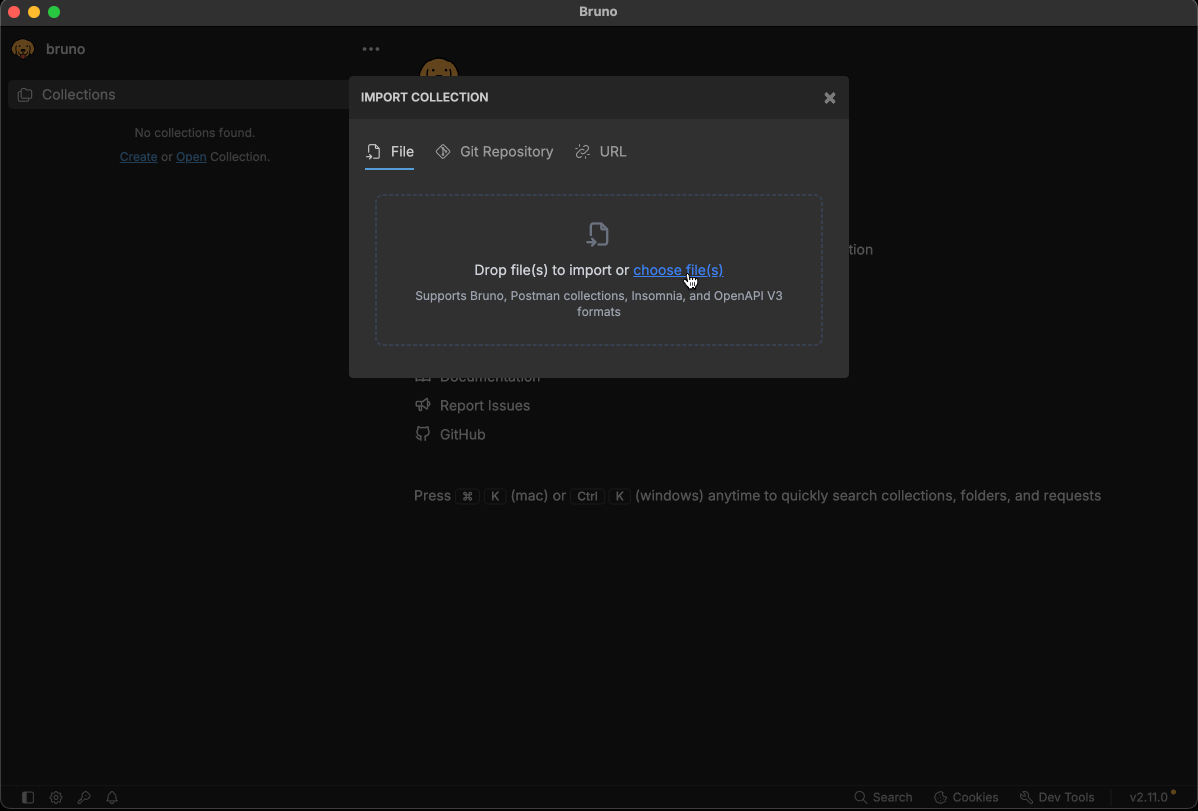 Bruno
bruno
Collections
No collections found.
Create or Open Collection.
IMPORT COLLECTION
File
Git Repository
URL
Drop file(s) to import or choose file(s)
Supports Bruno, Postman collections, Insomnia, and OpenAPI V3
formats
tion
Documentation
Report Issues
GitHub
Press ⌘ K (mac) or Ctrl K (windows) anytime to quickly search collections, folders, and requests
Search
Cookies
Dev Tools
v2.11.0